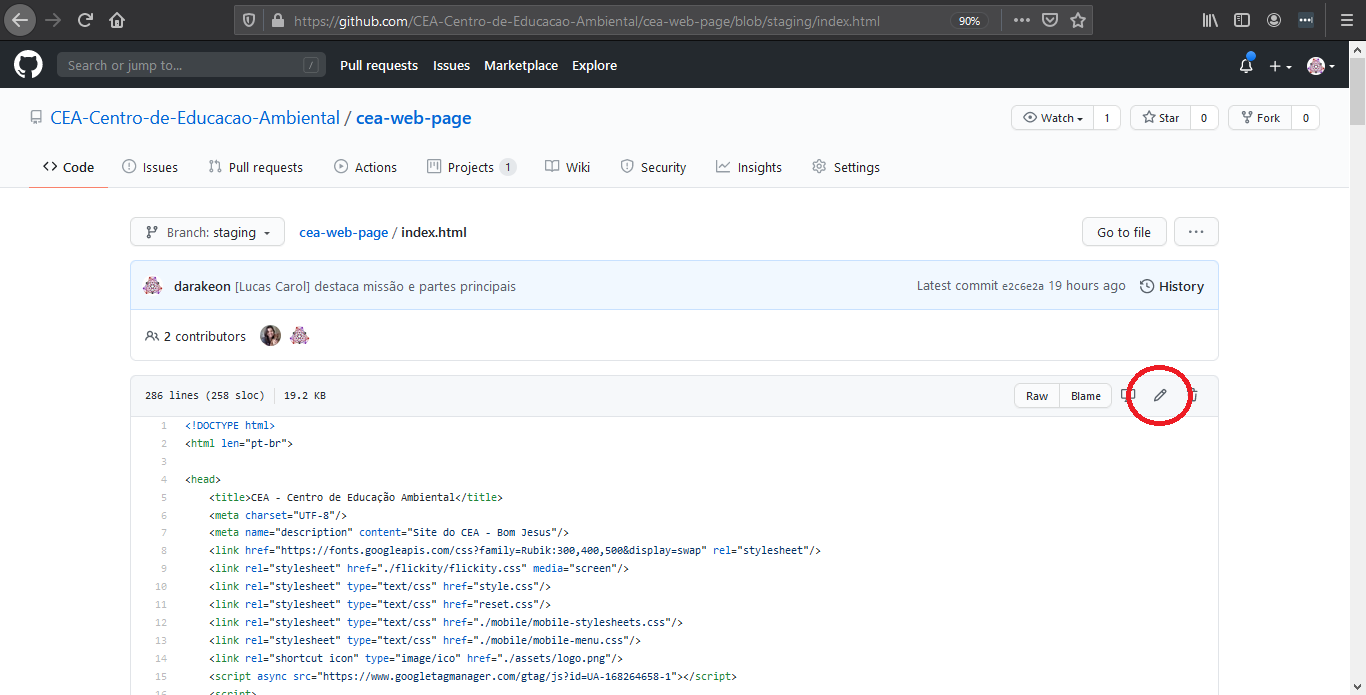 https://github.com/CEA-Centro-de-Educacao-Ambiental/cea-web-page/blob/staging/index.html 90%
Search or jump to... / Pull requests Issues Marketplace Explore
CEA-Centro-de-Educacao-Ambiental / cea-web-page Watch 1 Star 0 Fork 0
Code Issues Pull requests Actions Projects 1 Wiki Security Insights Settings
Branch: staging cea-web-page / index.html Go to file
darakeon [Lucas Carol] destaca missão e partes principais Latest commit e2c6e2a 19 hours ago History
2 contributors
286 lines (258 sloc) 19.2 KB Raw Blame
1 <!DOCTYPE html>
2 <html len="pt-br">
3
4 <head>
5 <title>CEA - Centro de Educação Ambiental</title>
6 <meta charset="UTF-8"/>
7 <meta name="description" content="Site do CEA - Bom Jesus"/>
8 <link href="https://fonts.googleapis.com/css?family=Rubik:300,400,500&display=swap" rel="stylesheet"/>
9 <link rel="stylesheet" href="./flickity/flickity.css" media="screen"/>
10 <link rel="stylesheet" type="text/css" href="style.css"/>
11 <link rel="stylesheet" type="text/css" href="reset.css"/>
12 <link rel="stylesheet" type="text/css" href="./mobile/mobile-stylesheets.css"/>
13 <link rel="stylesheet" type="text/css" href="./mobile/mobile-menu.css"/>
14 <link rel="shortcut icon" type="image/ico" href="./assets/logo.png"/>
15 <script async src="https://www.googletagmanager.com/gtag/js?id=UA-168264658-1"></script>
16 <script>